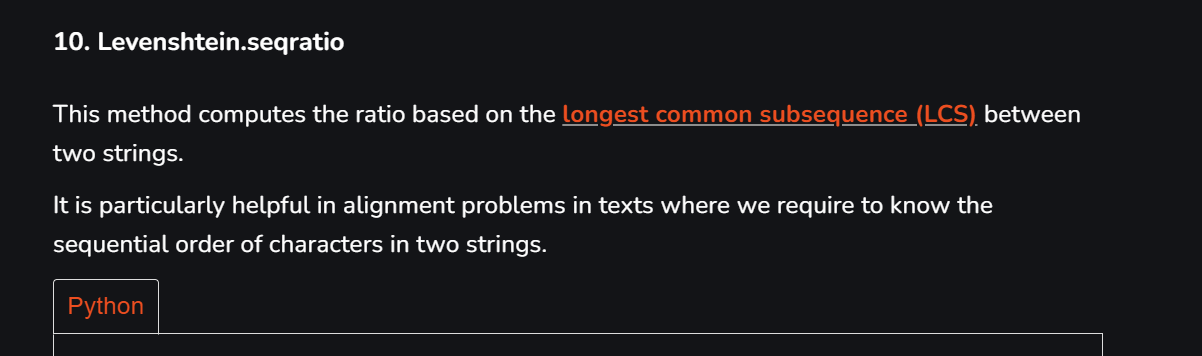 10. Levenshtein.seqratio
This method computes the ratio based on the longest common subsequence (LCS) between
two strings.
It is particularly helpful in alignment problems in texts where we require to know the
sequential order of characters in two strings.
Python